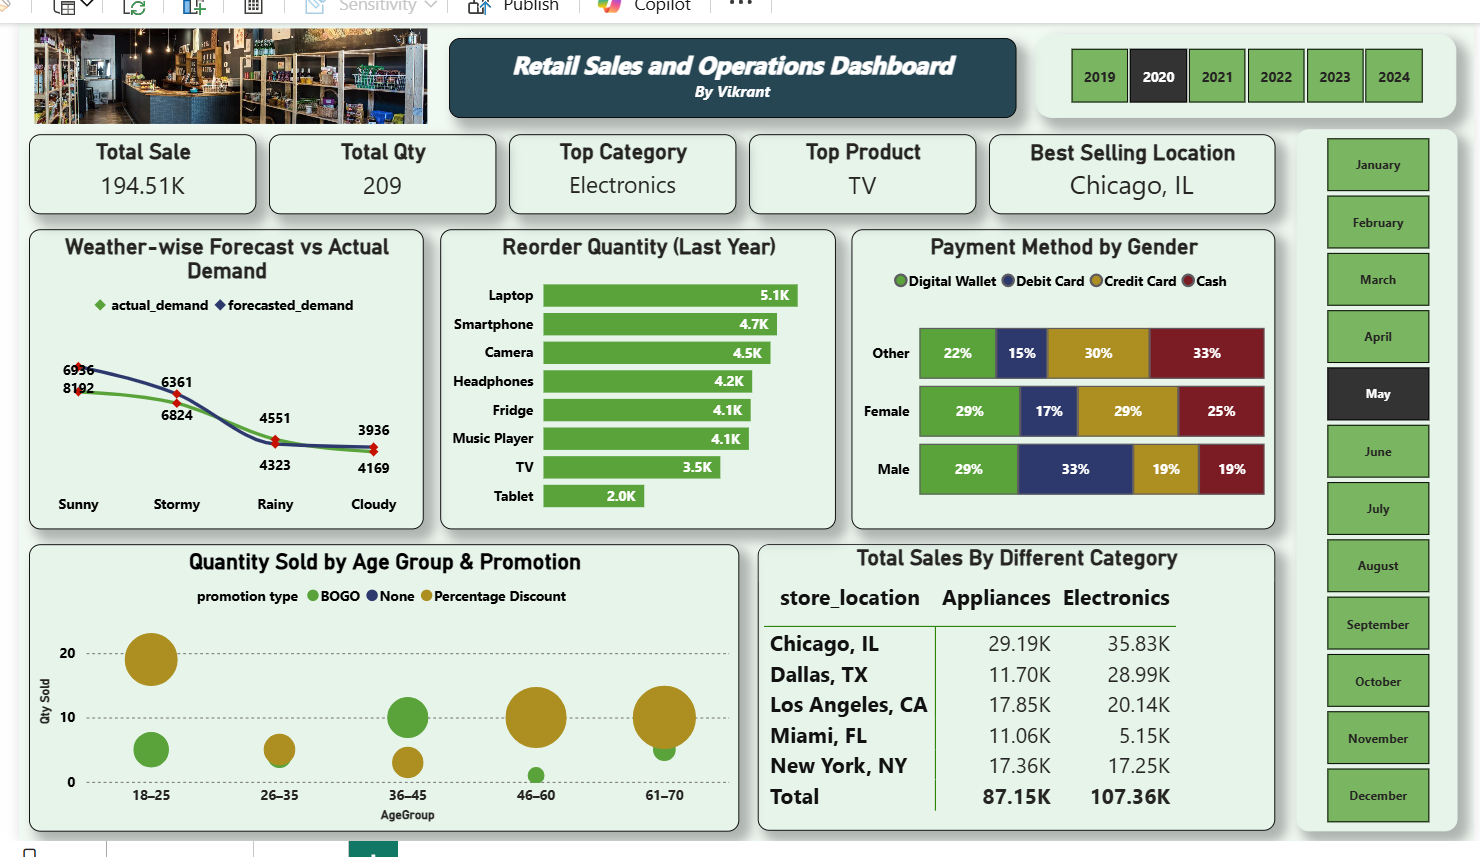 Sensitivity
Publish
Copilot
Retail Sales and Operations Dashboard
By Vikrant
2019 2020 2021 2022 2023 2024
Total Sale
194.51K
Total Qty
209
Top Category
Electronics
Top Product
TV
Best Selling Location
Chicago, IL
January
February
March
April
May
June
July
August
September
October
November
December
Weather-wise Forecast vs Actual
Demand
actual_demand forecasted_demand
6936
8192
6361
6824
4551
4323
3936
4169
Sunny Stormy Rainy Cloudy
Reorder Quantity (Last Year)
Laptop 5.1K
Smartphone 4.7K
Camera 4.5K
Headphones 4.2K
Fridge 4.1K
Music Player 4.1K
TV 3.5K
Tablet 2.0K
Payment Method by Gender
Digital Wallet Debit Card Credit Card Cash
Other 22% 15% 30% 33%
Female 29% 17% 29% 25%
Male 29% 33% 19% 19%
Quantity Sold by Age Group & Promotion
promotion type BOGO None Percentage Discount
Qty Sold
20
10
0
18–25 26–35 36–45 46–60 61–70
AgeGroup
Total Sales By Different Category
store_location Appliances Electronics
Chicago, IL 29.19K 35.83K
Dallas, TX 11.70K 28.99K
Los Angeles, CA 17.85K 20.14K
Miami, FL 11.06K 5.15K
New York, NY 17.36K 17.25K
Total 87.15K 107.36K